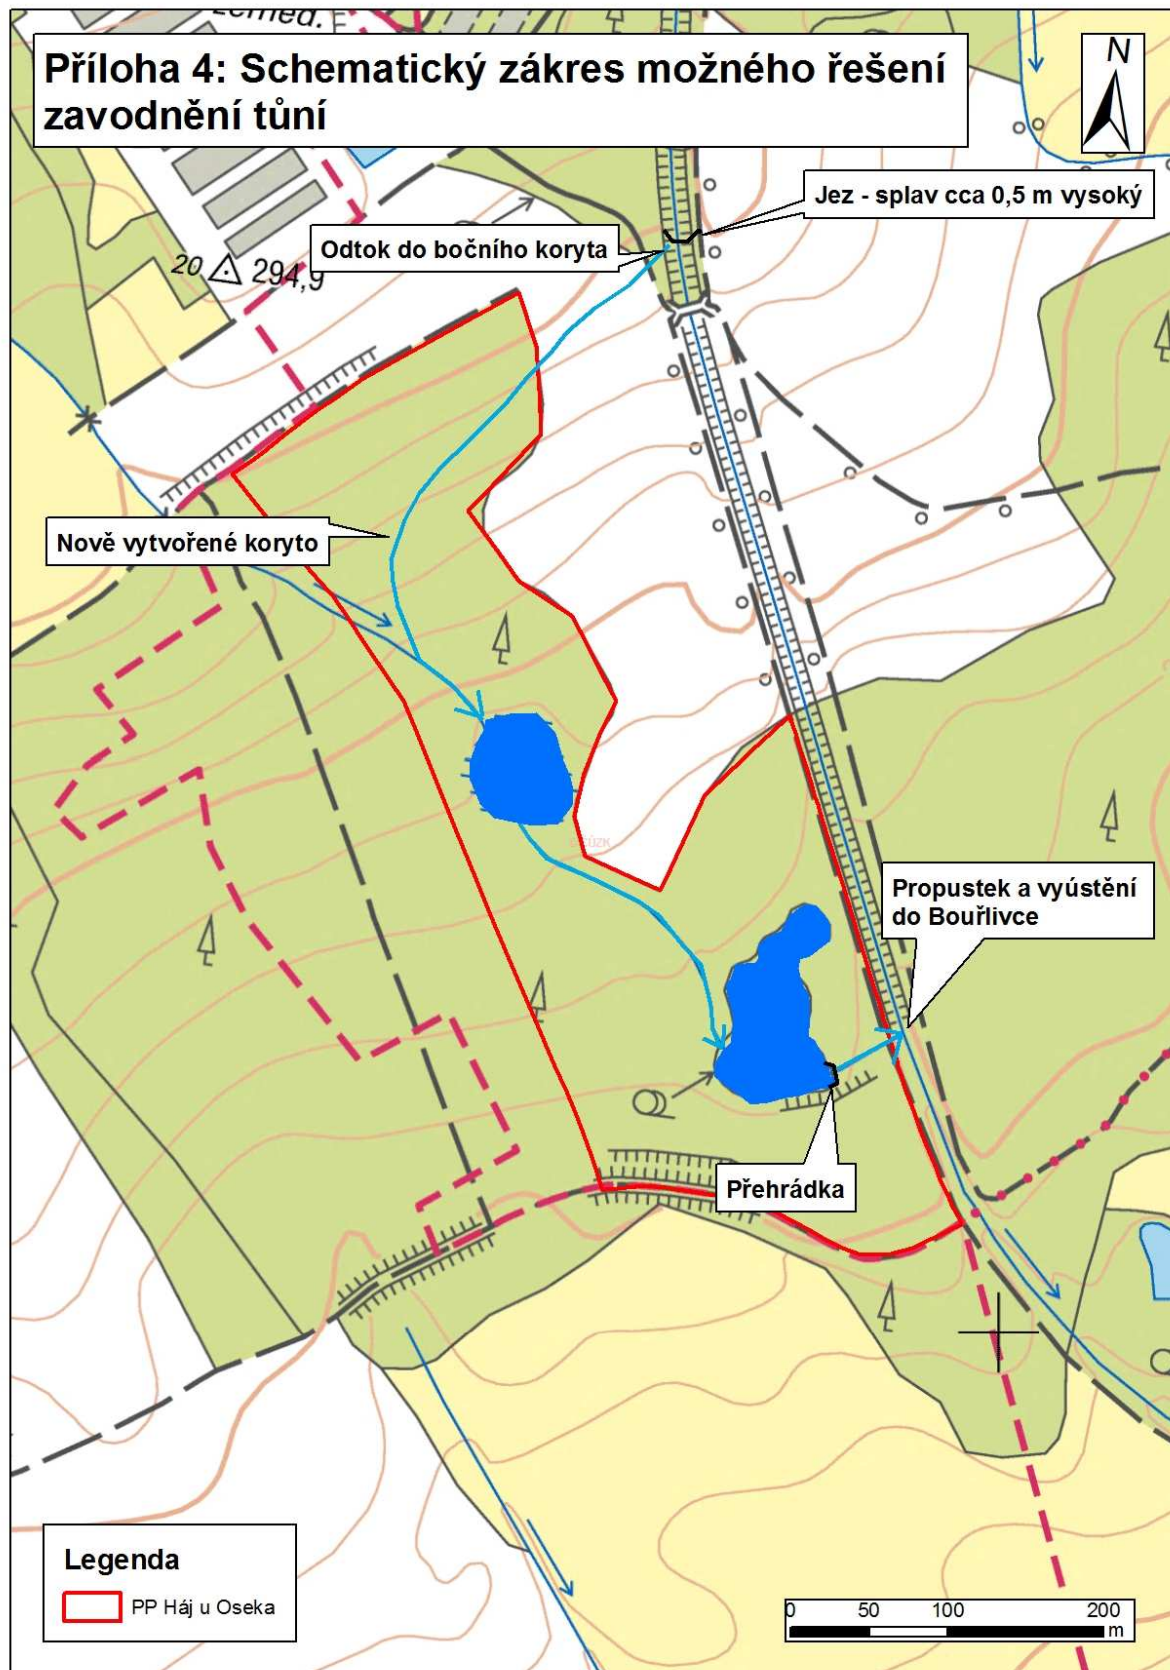 zeměd.
Příloha 4: Schematický zákres možného řešení
zavodnění tůní
N
Jez - splav cca 0,5 m vysoký
Odtok do bočního koryta
20 294,9
Nově vytvořené koryto
Propustek a vyústění
do Bouřlivce
Přehrádka
Legenda
PP Háj u Oseka
0 50 100 200
m